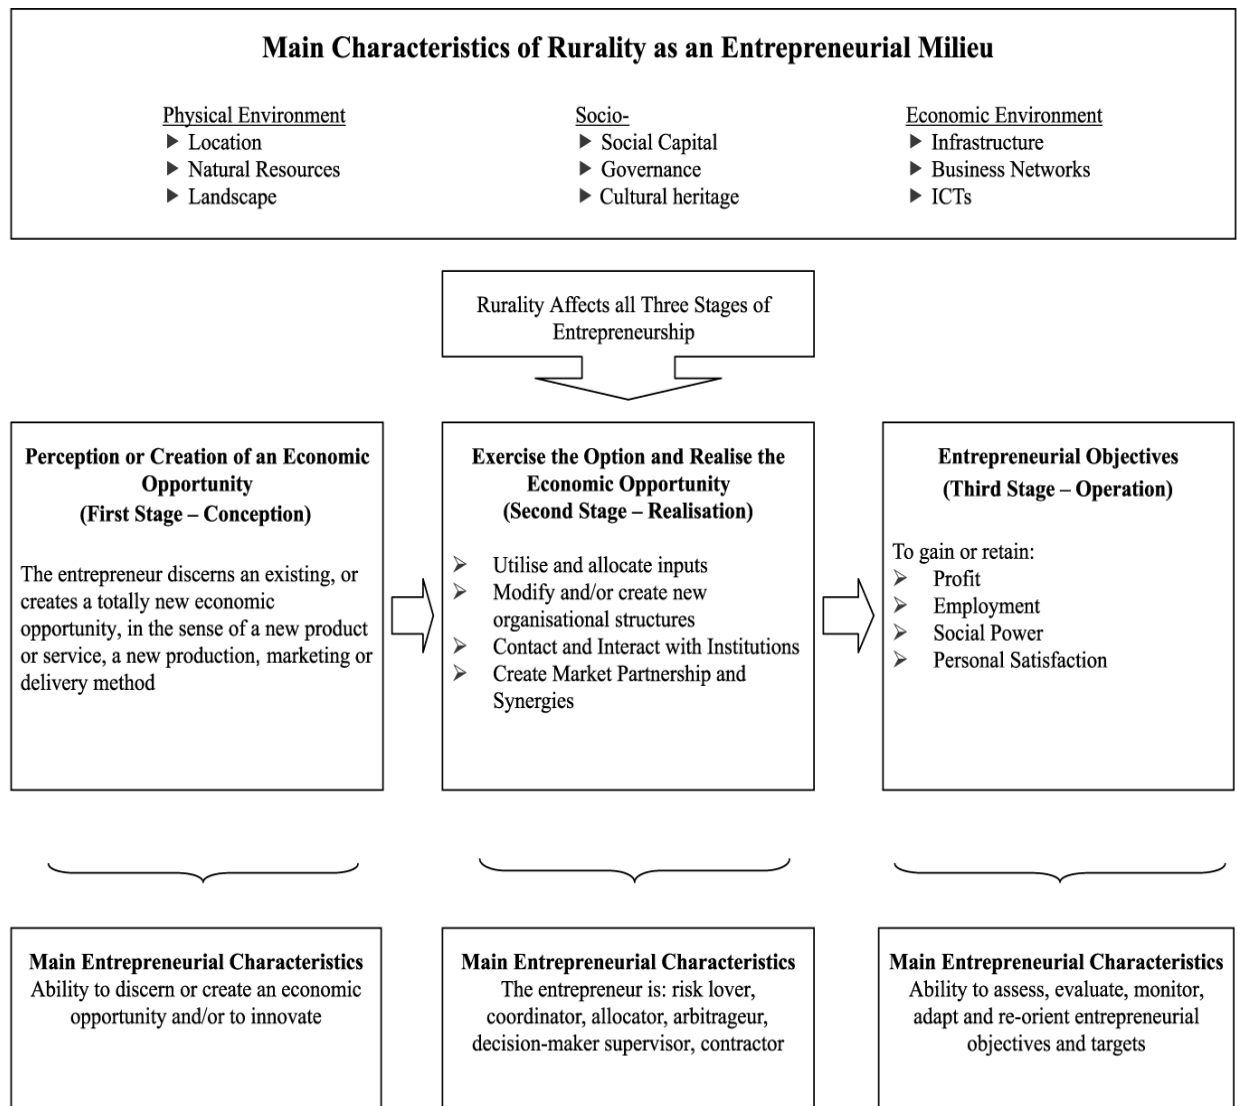 Main Characteristics of Rurality as an Entrepreneurial Milieu
Physical Environment
Location
Natural Resources
Landscape
Socio-
Social Capital
Governance
Cultural heritage
Economic Environment
Infrastructure
Business Networks
ICTs
Rurality Affects all Three Stages of
Entrepreneurship
Perception or Creation of an Economic
Opportunity
(First Stage – Conception)
The entrepreneur discerns an existing, or
creates a totally new economic
opportunity, in the sense of a new product
or service, a new production, marketing or
delivery method
Exercise the Option and Realise the
Economic Opportunity
(Second Stage – Realisation)
Utilise and allocate inputs
Modify and/or create new
organisational structures
Contact and Interact with Institutions
Create Market Partnership and
Synergies
Entrepreneurial Objectives
(Third Stage – Operation)
To gain or retain:
Profit
Employment
Social Power
Personal Satisfaction
Main Entrepreneurial Characteristics
Ability to discern or create an economic
opportunity and/or to innovate
Main Entrepreneurial Characteristics
The entrepreneur is: risk lover,
coordinator, allocator, arbitrageur,
decision-maker supervisor, contractor
Main Entrepreneurial Characteristics
Ability to assess, evaluate, monitor,
adapt and re-orient entrepreneurial
objectives and targets